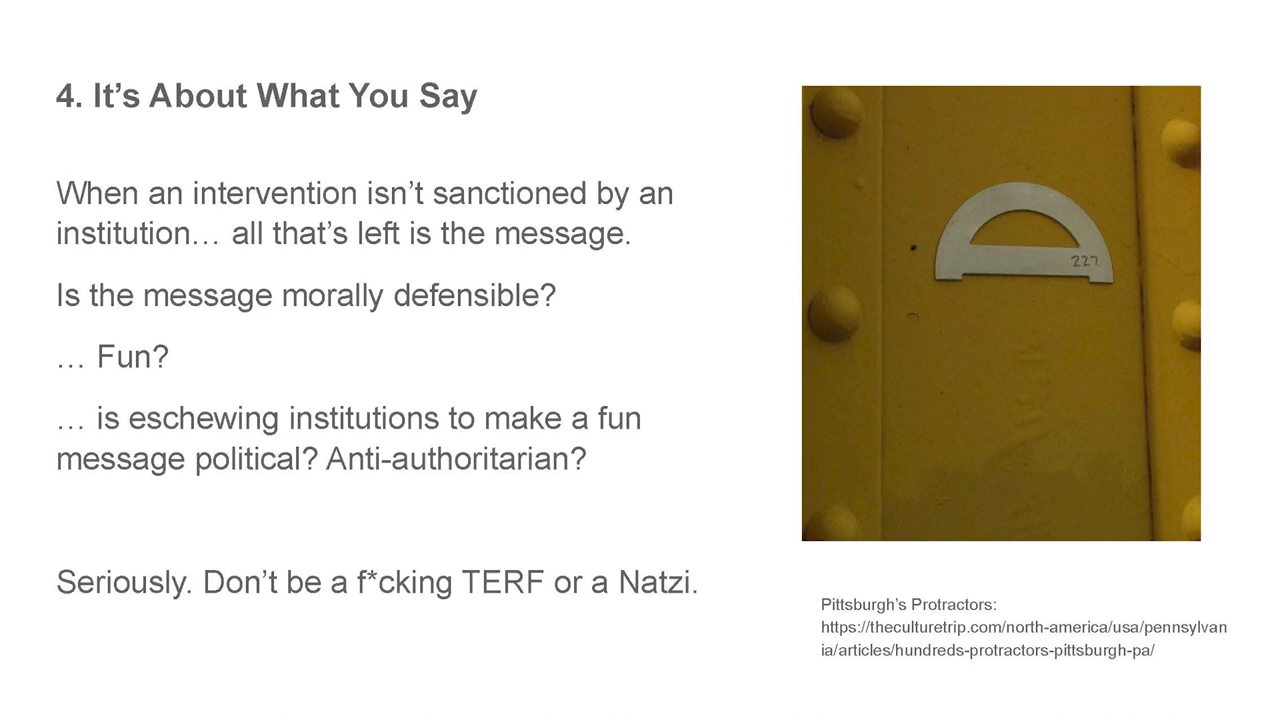 4. It’s About What You Say
When an intervention isn’t sanctioned by an
institution… all that’s left is the message.
Is the message morally defensible?
… Fun?
… is eschewing institutions to make a fun
message political? Anti-authoritarian?
Seriously. Don’t be a f*cking TERF or a Natzi.
227
Pittsburgh’s Protractors:
https://theculturetrip.com/north-america/usa/pennsylvan
ia/articles/hundreds-protractors-pittsburgh-pa/